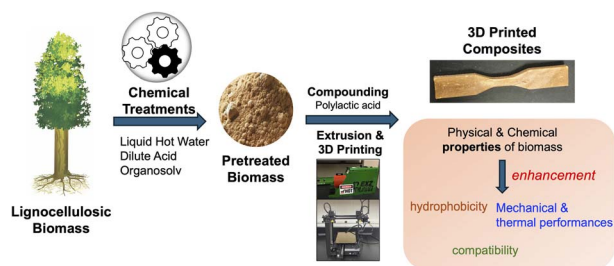 3D Printed
Composites
Chemical
Treatments
Liquid Hot Water
Dilute Acid
Organosolv
Lignocellulosic
Biomass
Pretreated
Biomass
Compounding
Polylactic acid
Extrusion &
3D Printing
Physical & Chemical
properties of biomass
enhancement
hydrophobicity
Mechanical &
thermal performances
compatibility